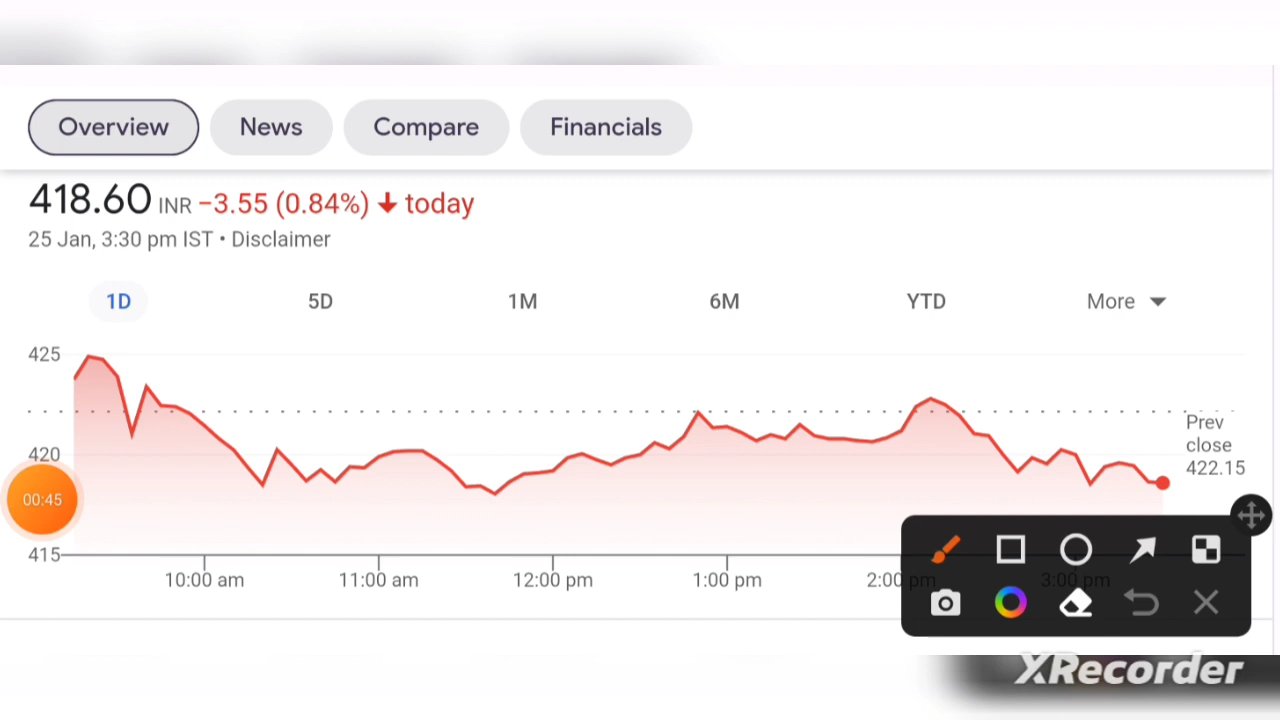 Overview News Compare Financials
418.60 INR −3.55 (0.84%) ↓ today
25 Jan, 3:30 pm IST • Disclaimer
1D 5D 1M 6M YTD More
425
Prev
close
422.15
420
00:45
415
10:00 am 11:00 am 12:00 pm 1:00 pm 2:00 pm 3:00 pm
XRecorder